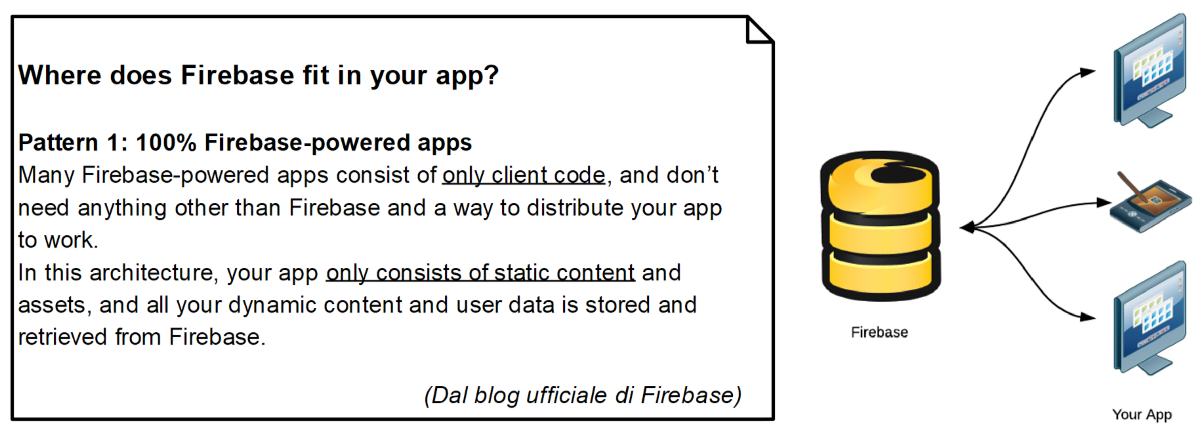 Where does Firebase fit in your app?
Pattern 1: 100% Firebase-powered apps
Many Firebase-powered apps consist of only client code, and don’t
need anything other than Firebase and a way to distribute your app
to work.
In this architecture, your app only consists of static content and
assets, and all your dynamic content and user data is stored and
retrieved from Firebase.
(Dal blog ufficiale di Firebase)
Firebase
Your App